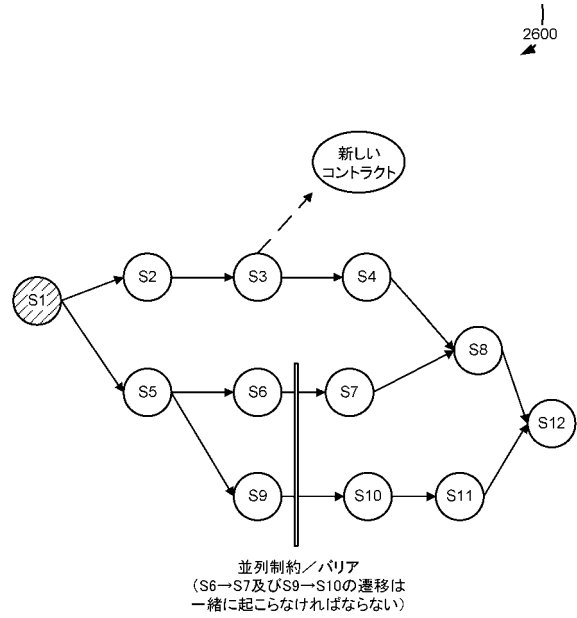 2600
新しい
コントラクト
S2
S3
S4
S1
S8
S5
S6
S7
S12
S9
S10
S11
並列制約／バリア
（S6→S7及びS9→S10の遷移は
一緒に起こらなければならない）